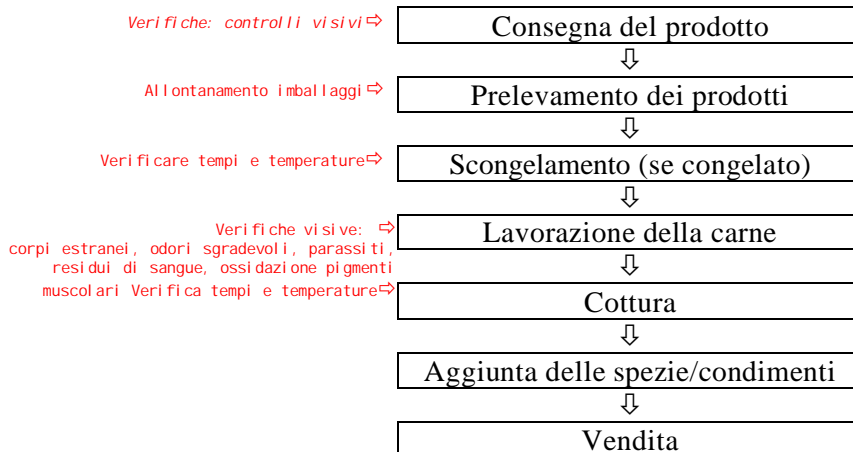 Verifiche: controlli visivi⇨ Consegna del prodotto
⇩
Allontanamento imballaggi⇨ Prelevamento dei prodotti
⇩
Verificare tempi e temperature⇨ Scongelamento (se congelato)
⇩
Verifiche visive: ⇨ Lavorazione della carne
corpi estranei, odori sgradevoli, parassiti,
residui di sangue, ossidazione pigmenti
⇩
muscolari Verifica tempi e temperature⇨ Cottura
⇩
Aggiunta delle spezie/condimenti
⇩
Vendita